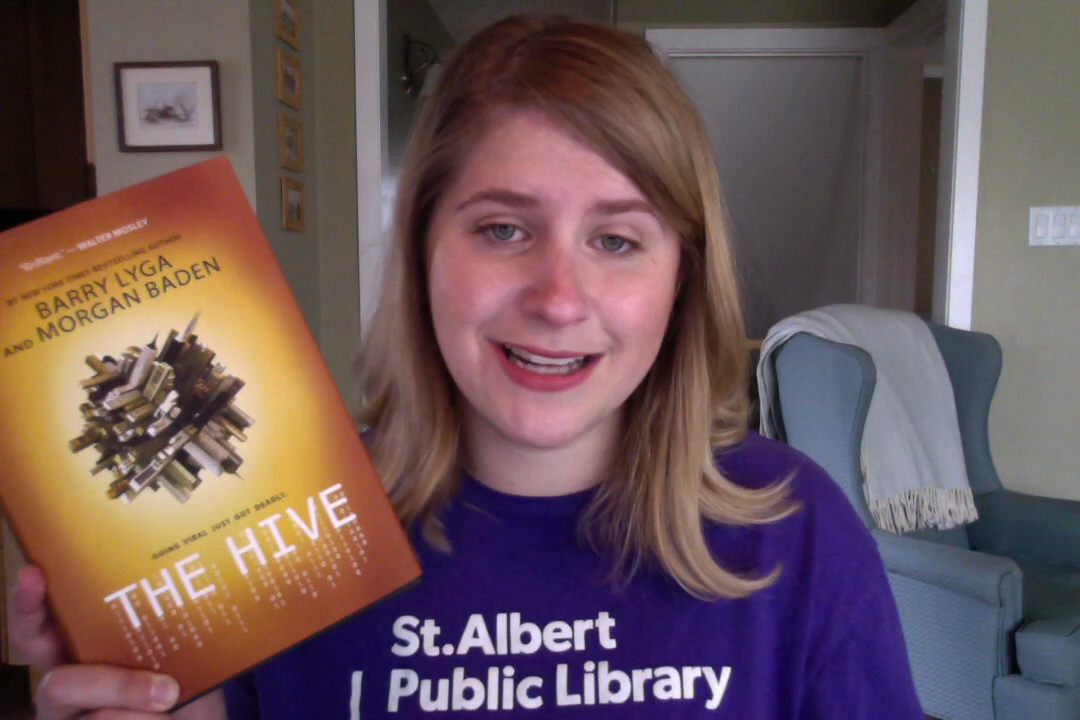 "Brilliant." — WALTER MOSLEY
BY NEW YORK TIMES BESTSELLING AUTHOR
BARRY LYGA
AND MORGAN BADEN
GOING VIRAL JUST GOT DEADLY.
THE HIVE
St. Albert
Public Library